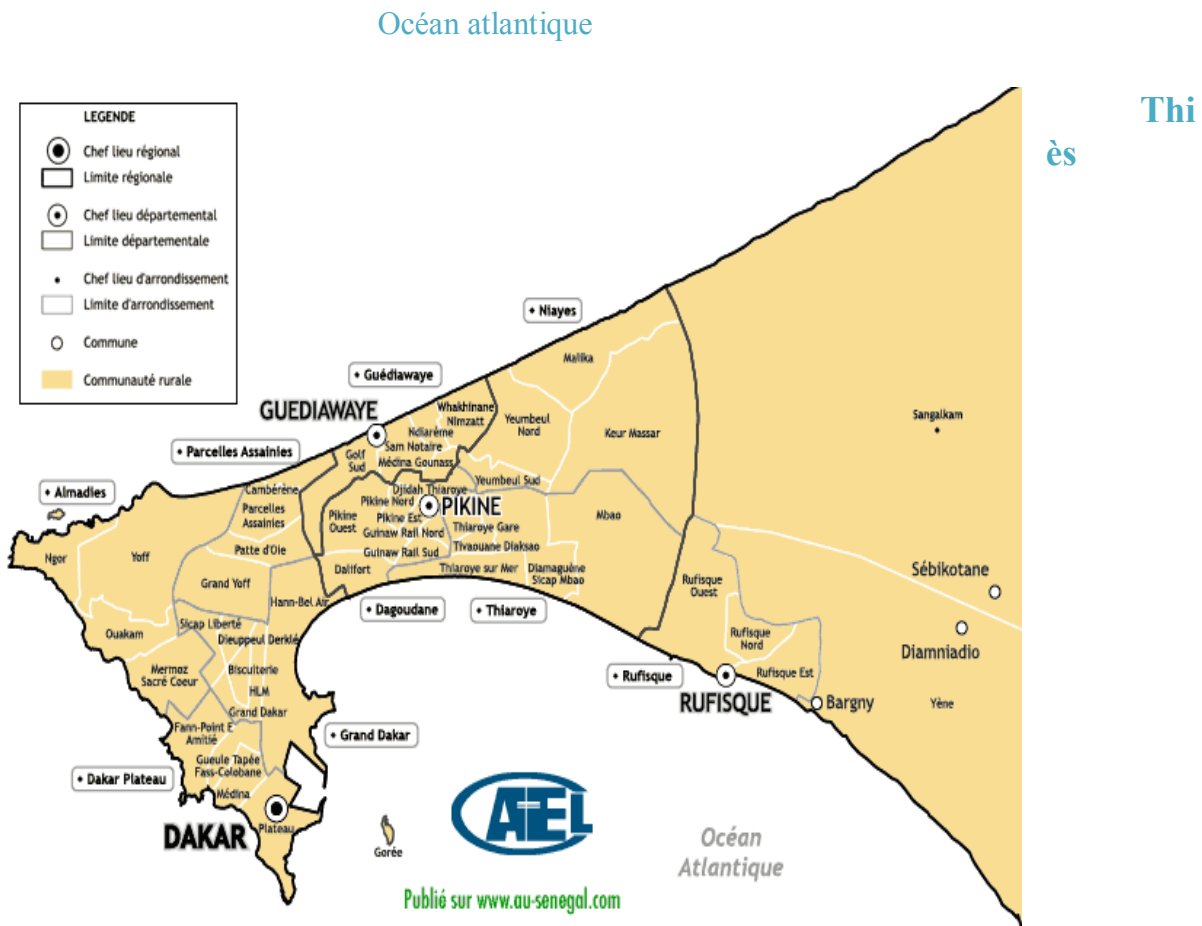 Océan atlantique
Thi
ès
LEGENDE
Chef lieu régional
Limite régionale
Chef lieu départemental
Limite départementale
Chef lieu d'arrondissement
Limite d'arrondissement
Commune
Communauté rurale
• Niayes
• Guédiawaye
GUEDIAWAYE
• Parcelles Assainies
• Almadies
Malika
Whakhinane
Nimzatt
Yeumbeul
Nord
Keur Massar
Sangalkam
Ndiarème
Sam Notaire
Golf
Sud
Médina Gounass
Yeumbeul Sud
Cambérène
Parcelles
Assainies
Djidah Thiaroye
Pikine Nord
PIKINE
Pikine
Ouest
Pikine Est
Guinaw Rail Nord
Thiaroye Gare
Mbao
Ngor
Yoff
Patte d'Oie
Guinaw Rail Sud
Tivaouane Diaksao
Dalifort
Thiaroye sur Mer
Diamaguène
Sicap Mbao
Grand Yoff
Hann-Bel Air
Rufisque
Ouest
Sébikotane
• Dagoudane
• Thiaroye
Ouakam
Sicap Liberté
Dieuppeul Derklé
Rufisque
Nord
Diamniadio
Mermoz
Sacré Coeur
Biscuiterie
HLM
Grand Dakar
• Rufisque
Rufisque Est
RUFISQUE
Bargny
Yène
Fann-Point E
Amitié
• Grand Dakar
Gueule Tapée
Fass-Colobane
• Dakar Plateau
Médina
DAKAR
Plateau
Gorée
AEL
Océan
Atlantique
Publié sur www.au-senegal.com